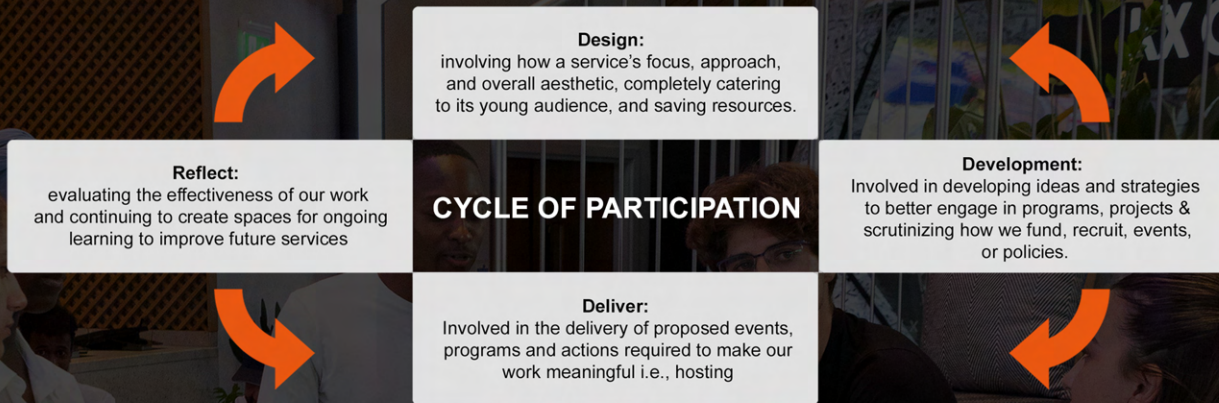 Design:
involving how a service's focus, approach,
and overall aesthetic, completely catering
to its young audience, and saving resources.
Reflect:
evaluating the effectiveness of our work
and continuing to create spaces for ongoing
learning to improve future services
CYCLE OF PARTICIPATION
Development:
Involved in developing ideas and strategies
to better engage in programs, projects &
scrutinizing how we fund, recruit, events,
or policies.
Deliver:
Involved in the delivery of proposed events,
programs and actions required to make our
work meaningful i.e., hosting